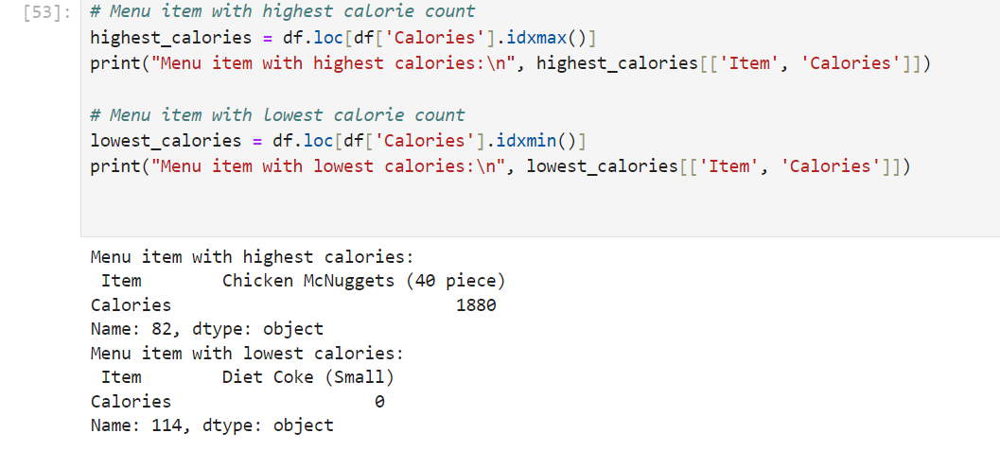 [53]: # Menu item with highest calorie count
highest_calories = df.loc[df['Calories'].idxmax()]
print("Menu item with highest calories:\n", highest_calories[['Item', 'Calories']])
# Menu item with lowest calorie count
lowest_calories = df.loc[df['Calories'].idxmin()]
print("Menu item with lowest calories:\n", lowest_calories[['Item', 'Calories']])
Menu item with highest calories:
 Item        Chicken McNuggets (40 piece)
Calories                            1880
Name: 82, dtype: object
Menu item with lowest calories:
 Item        Diet Coke (Small)
Calories                    0
Name: 114, dtype: object